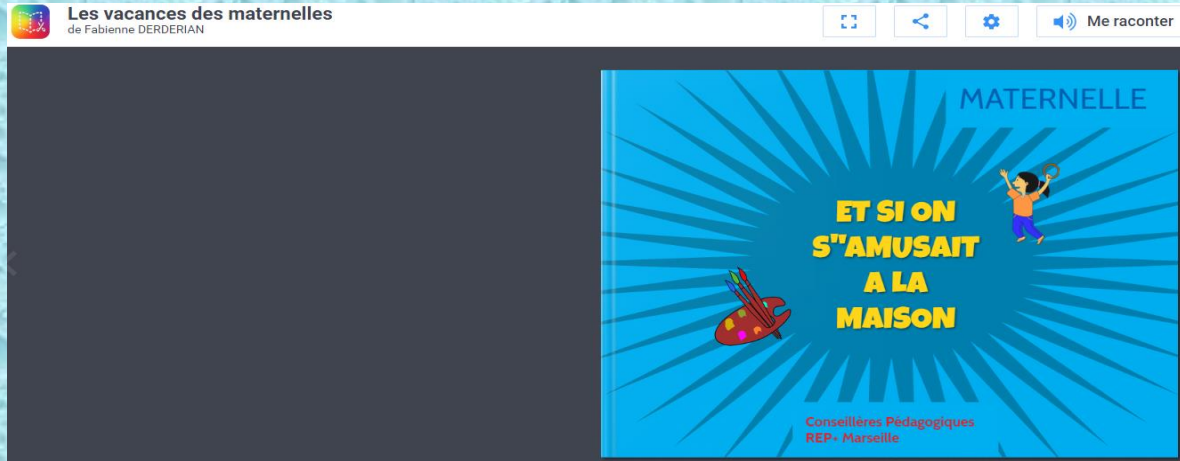 Les vacances des maternelles
de Fabienne DERDERIAN
Me raconter
MATERNELLE
ET SI ON
S"AMUSAIT
A LA
MAISON
Conseillères Pédagogiques
REP+ Marseille